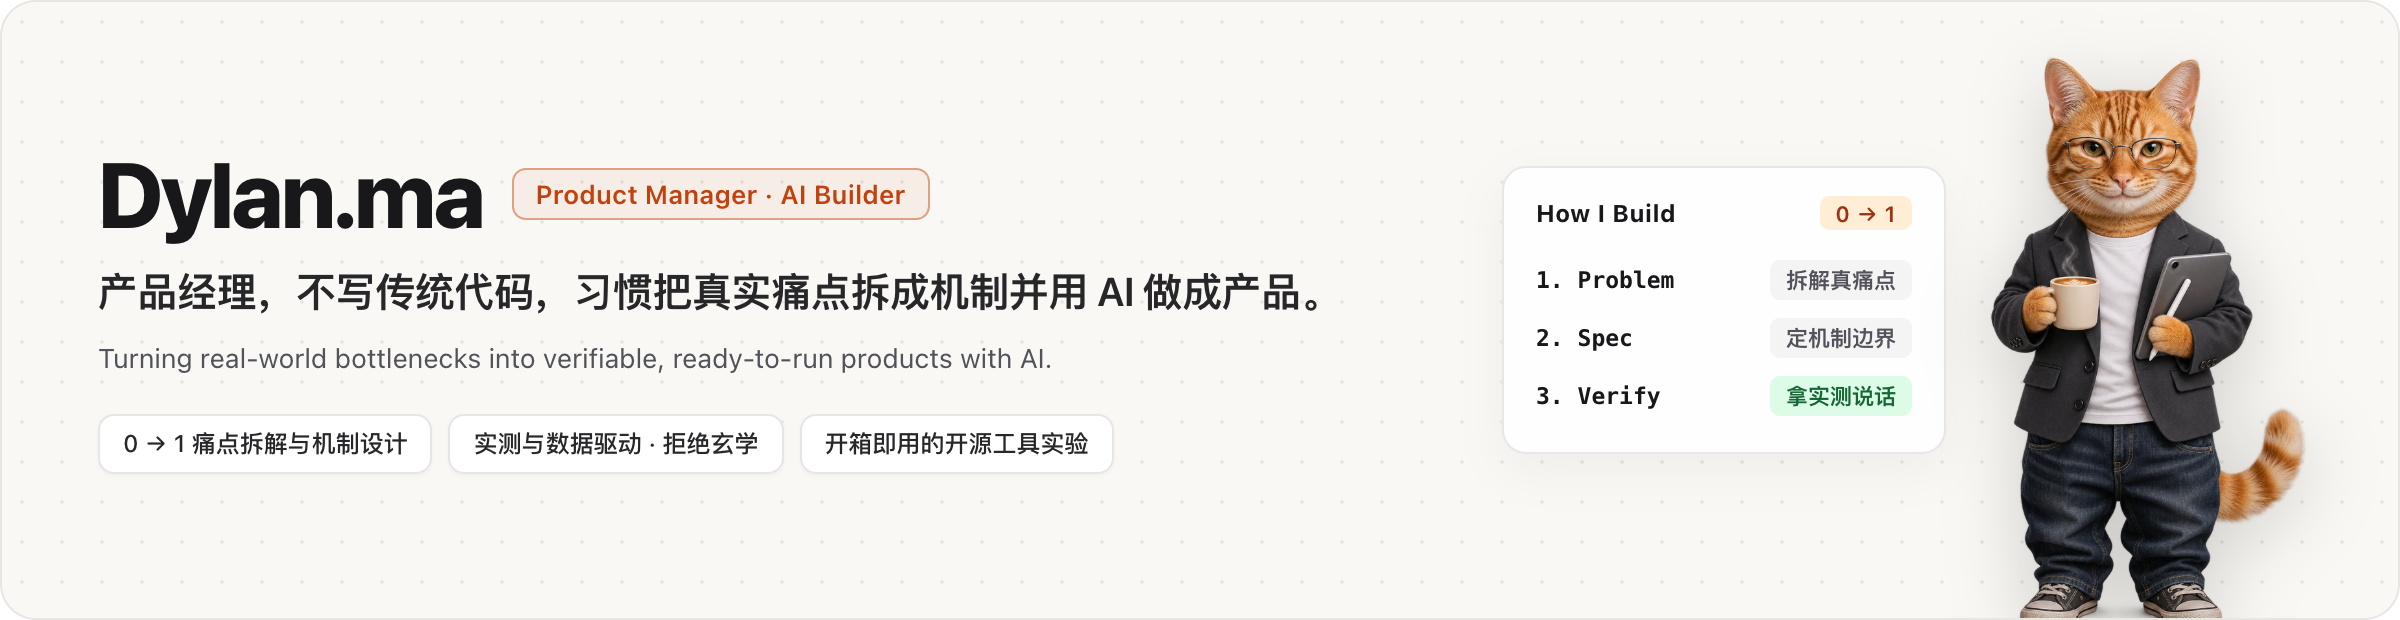 Dylan.ma
Product Manager · AI Builder
产品经理，不写传统代码，习惯把真实痛点拆成机制并用 AI 做成产品。
Turning real-world bottlenecks into verifiable, ready-to-run products with AI.
0 → 1 痛点拆解与机制设计
实测与数据驱动 · 拒绝玄学
开箱即用的开源工具实验
How I Build
0 → 1
1. Problem
拆解真痛点
2. Spec
定机制边界
3. Verify
拿实测说话